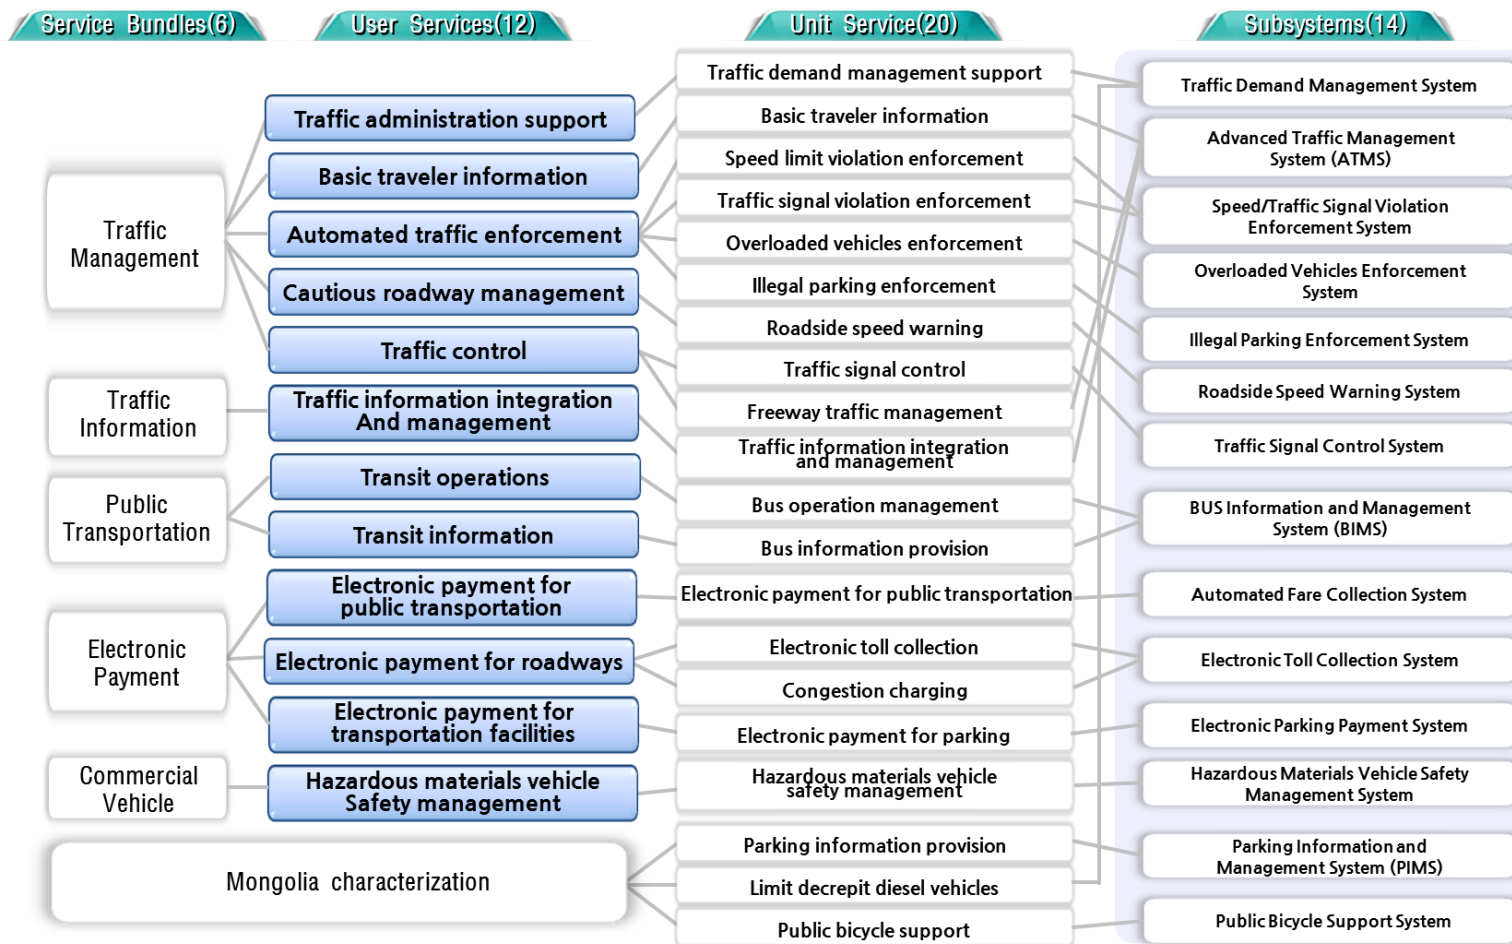 Service Bundles(6)
User Services(12)
Unit Service(20)
Subsystems(14)
Traffic
Management
Traffic
Information
Public
Transportation
Electronic
Payment
Commercial
Vehicle
Mongolia characterization
Traffic administration support
Basic traveler information
Automated traffic enforcement
Cautious roadway management
Traffic control
Traffic information integration
And management
Transit operations
Transit information
Electronic payment for
public transportation
Electronic payment for roadways
Electronic payment for
transportation facilities
Hazardous materials vehicle
Safety management
Traffic demand management support
Basic traveler information
Speed limit violation enforcement
Traffic signal violation enforcement
Overloaded vehicles enforcement
Illegal parking enforcement
Roadside speed warning
Traffic signal control
Freeway traffic management
Traffic information integration
and management
Bus operation management
Bus information provision
Electronic payment for public transportation
Electronic toll collection
Congestion charging
Electronic payment for parking
Hazardous materials vehicle
safety management
Parking information provision
Limit decrepit diesel vehicles
Public bicycle support
Traffic Demand Management System
Advanced Traffic Management
System (ATMS)
Speed/Traffic Signal Violation
Enforcement System
Overloaded Vehicles Enforcement
System
Illegal Parking Enforcement System
Roadside Speed Warning System
Traffic Signal Control System
BUS Information and Management
System (BIMS)
Automated Fare Collection System
Electronic Toll Collection System
Electronic Parking Payment System
Hazardous Materials Vehicle Safety
Management System
Parking Information and
Management System (PIMS)
Public Bicycle Support System